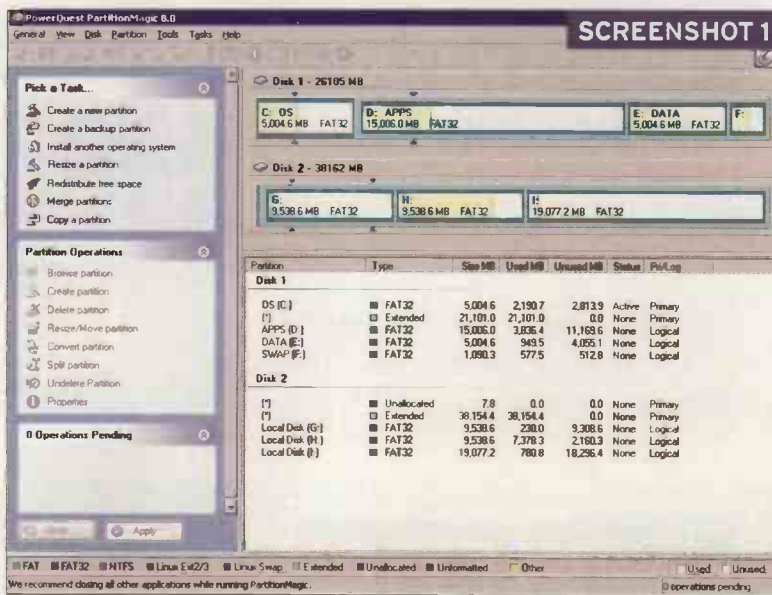 PowerQuest PartitionMagic 8.0
SCREENSHOT 1
General View Disk Partition Tools Tasks Help
Pick a Task...
Create a new partition
Create a backup partition
Install another operating system
Resize a partition
Redistribute free space
Merge partitions
Copy a partition
Partition Operations
Browse partition
Create partition
Delete partition
Resize/Move partition
Convert partition
Split partition
Undelete Partition
Properties
0 Operations Pending
Apply
Disk 1 - 26105 MB
C: OS
5,004.6 MB FAT32
D: APPS
15,006.0 MB FAT32
E: DATA
5,004.6 MB FAT32
F:
Disk 2 - 38162 MB
G:
9,538.6 MB FAT32
H:
9,538.6 MB FAT32
I:
19,077.2 MB FAT32
Partition Type Size MB Used MB Unused MB Status Pri/Log
Disk 1
OS (C:) FAT32 5,004.6 2,190.7 2,813.9 Active Primary
(*) Extended 21,101.0 21,101.0 0.0 None Primary
APPS (D:) FAT32 15,006.0 3,836.4 11,169.6 None Logical
DATA (E:) FAT32 5,004.6 949.5 4,055.1 None Logical
SWAP (F:) FAT32 1,090.3 577.5 512.8 None Logical
Disk 2
(*) Unallocated 7.8 0.0 0.0 None Primary
(*) Extended 38,154.4 38,154.4 0.0 None Primary
Local Disk (G:) FAT32 9,538.6 230.0 9,308.6 None Logical
Local Disk (H:) FAT32 9,538.6 7,378.3 2,160.3 None Logical
Local Disk (I:) FAT32 19,077.2 780.8 18,296.4 None Logical
FAT FAT32 NTFS Linux Ext2/3 Linux Swap Extended Unallocated Unformatted Other Used Unused
We recommend closing all other applications while running PartitionMagic.
0 operations pending